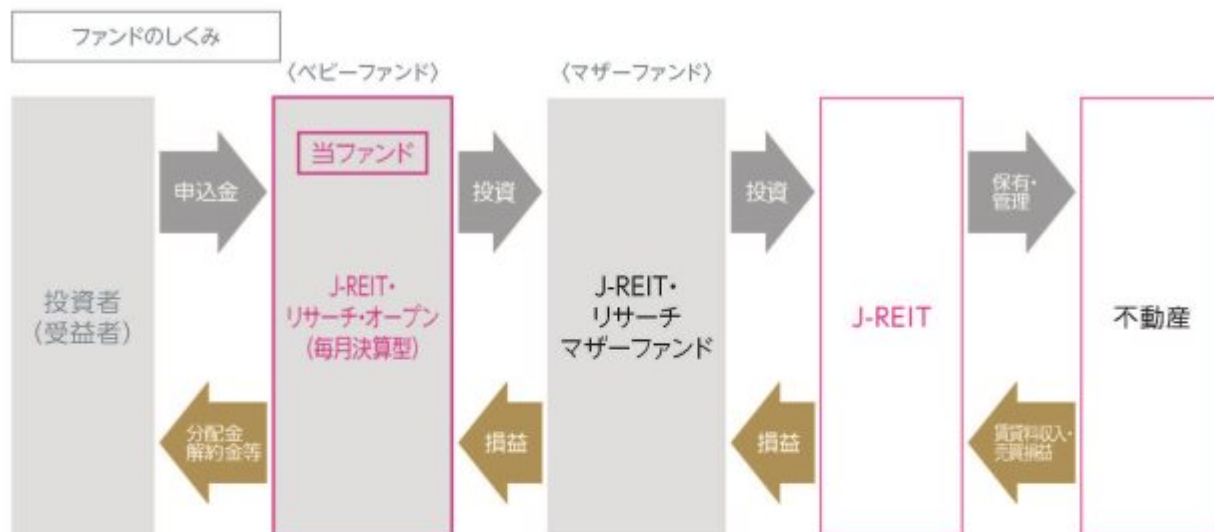 ファンドのしくみ
〈ベビーファンド〉
〈マザーファンド〉
投資者
(受益者)
申込金
分配金
解約金等
当ファンド
J-REIT・
リサーチ・オープン
(毎月決算型)
投資
損益
J-REIT・
リサーチ
マザーファンド
投資
損益
J-REIT
保有・
管理
賃貸料収入・
売買損益
不動産